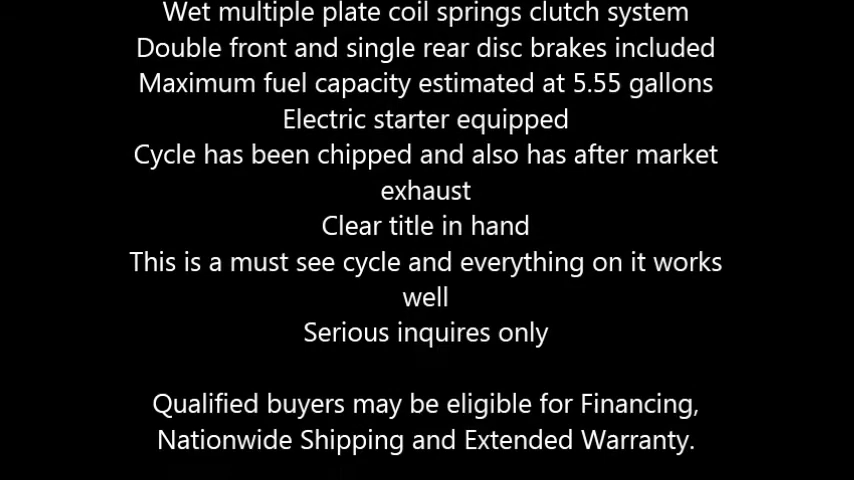 Wet multiple plate coil springs clutch system
Double front and single rear disc brakes included
Maximum fuel capacity estimated at 5.55 gallons
Electric starter equipped
Cycle has been chipped and also has after market
exhaust
Clear title in hand
This is a must see cycle and everything on it works
well
Serious inquires only
Qualified buyers may be eligible for Financing,
Nationwide Shipping and Extended Warranty.